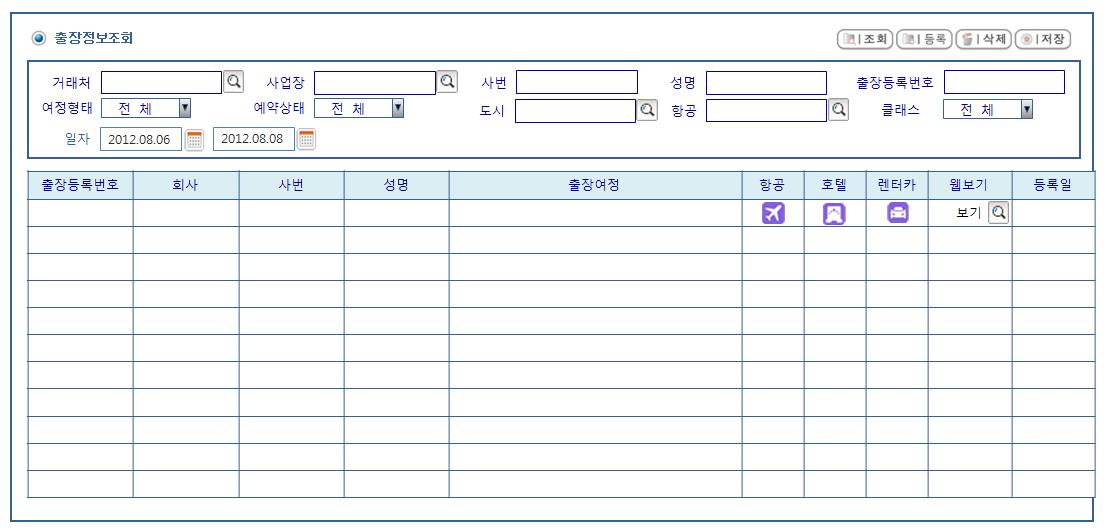 출장정보조회 조회 등록 삭제 저장
거래처 사업장 사번 성명 출장등록번호
여정형태 전 체 예약상태 전 체 도시 항공 클래스 전 체
일자 2012.08.06 2012.08.08
출장등록번호 회사 사번 성명 출장여정 항공 호텔 렌터카 웹보기 등록일
보기